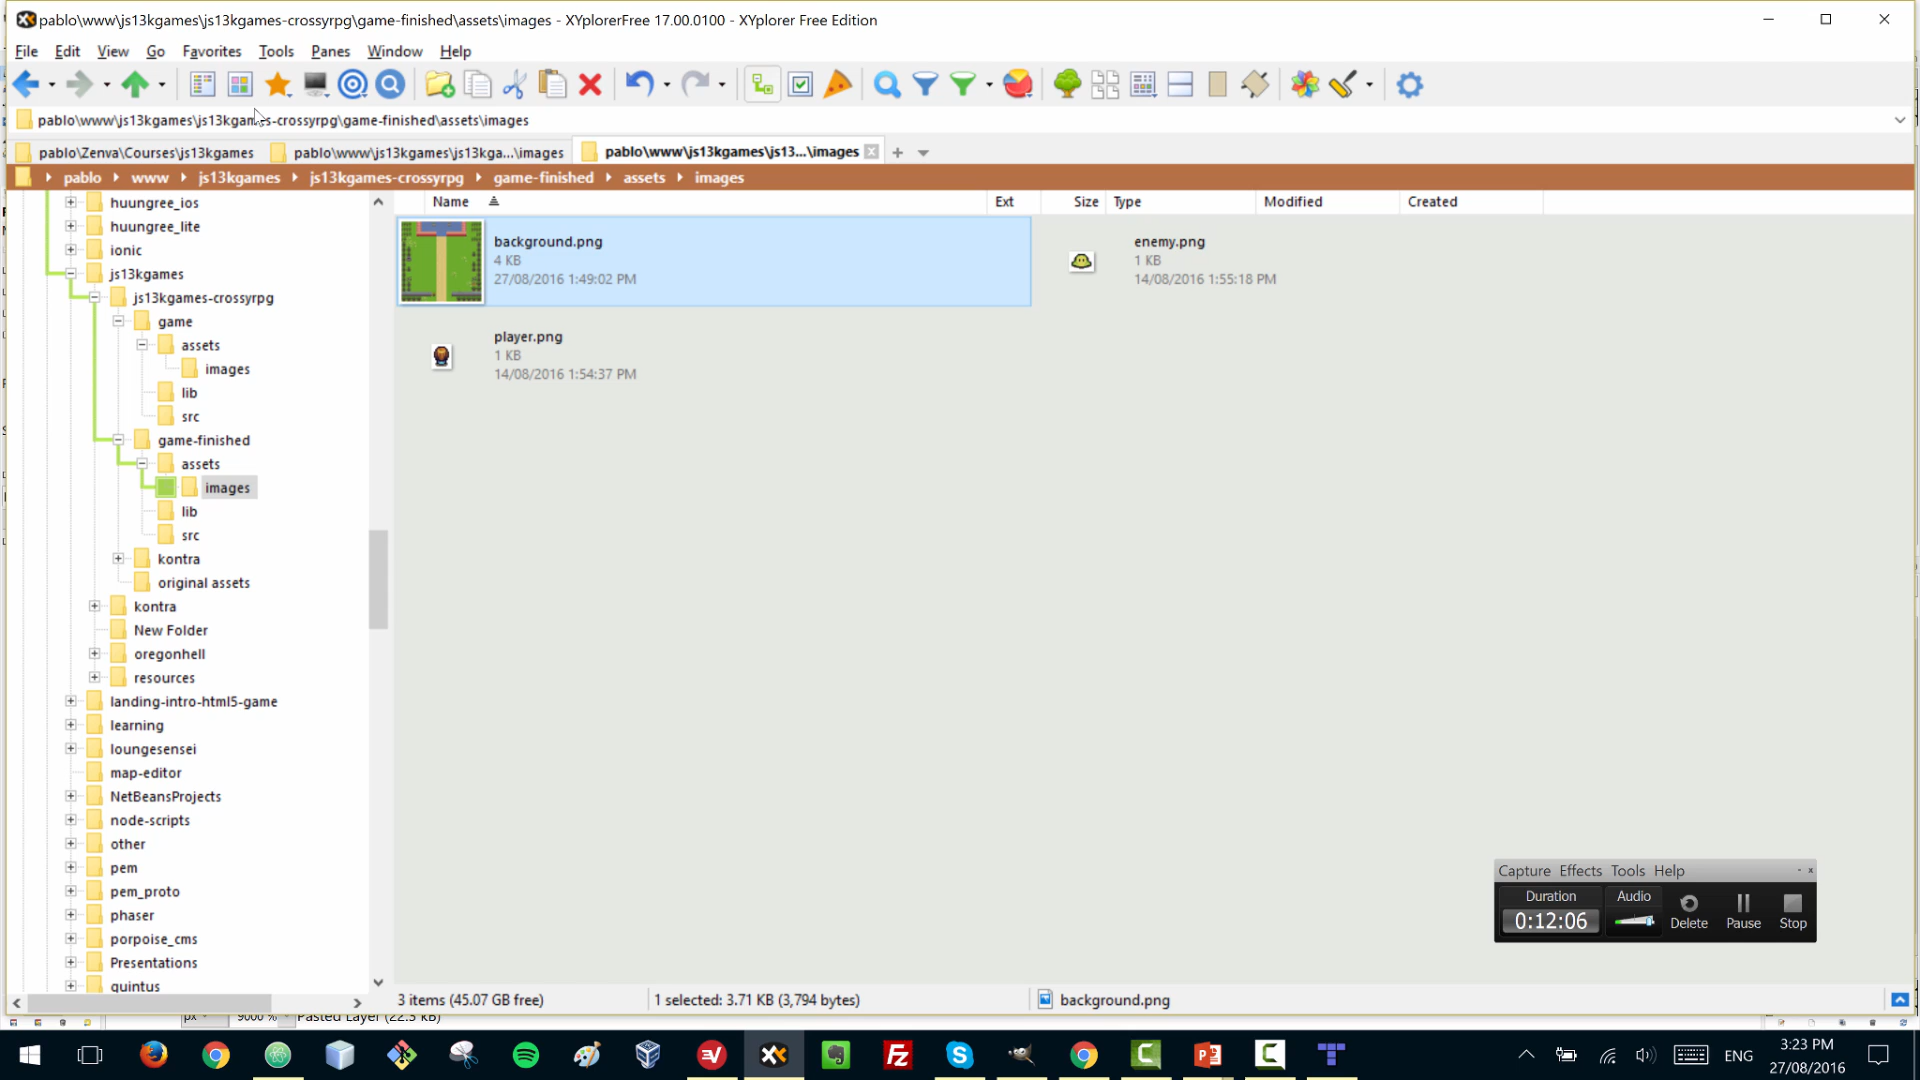 pablo\www\js13kgames\js13kgames-crossyrpg\game-finished\assets\images - XYplorerFree 17.00.0100 - XYplorer Free Edition
File Edit View Go Favorites Tools Panes Window Help
pablo\www\js13kgames\js13kgames-crossyrpg\game-finished\assets\images
pablo\Zenva\Courses\js13kgames pablo\www\js13kgames\js13kga...\images pablo\www\js13kgames\js13...\images
pablo www js13kgames js13kgames-crossyrpg game-finished assets images
Name Ext Size Type Modified Created
huungree_ios
huungree_lite
ionic
js13kgames
js13kgames-crossyrpg
game
assets
images
lib
src
game-finished
assets
images
lib
src
kontra
original assets
kontra
New Folder
oregonhell
resources
landing-intro-html5-game
learning
loungesensei
map-editor
NetBeansProjects
node-scripts
other
pem
pem_proto
phaser
porpoise_cms
Presentations
quintus
background.png
4 KB
27/08/2016 1:49:02 PM
enemy.png
1 KB
14/08/2016 1:55:18 PM
player.png
1 KB
14/08/2016 1:54:37 PM
Capture Effects Tools Help
Duration Audio
0:12:06 Delete Pause Stop
3 items (45.07 GB free) 1 selected: 3.71 KB (3,794 bytes) background.png
px 9000 % Pasted Layer (22.3 KB)
ENG 3:23 PM
27/08/2016